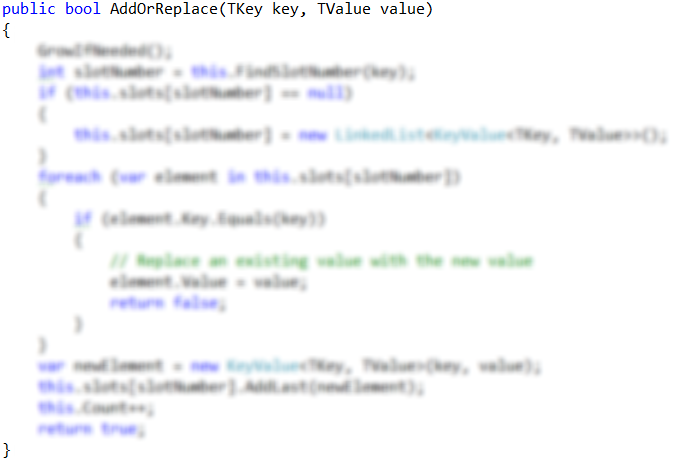 public bool AddOrReplace(TKey key, TValue value)
{
GrowIfNeeded();
int slotNumber = this.FindSlotNumber(key);
if (this.slots[slotNumber] == null)
{
this.slots[slotNumber] = new LinkedList<KeyValue<TKey, TValue>>();
}
foreach (var element in this.slots[slotNumber])
{
if (element.Key.Equals(key))
{
// Replace an existing value with the new value
element.Value = value;
return false;
}
}
var newElement = new KeyValue<TKey, TValue>(key, value);
this.slots[slotNumber].AddLast(newElement);
this.Count++;
return true;
}